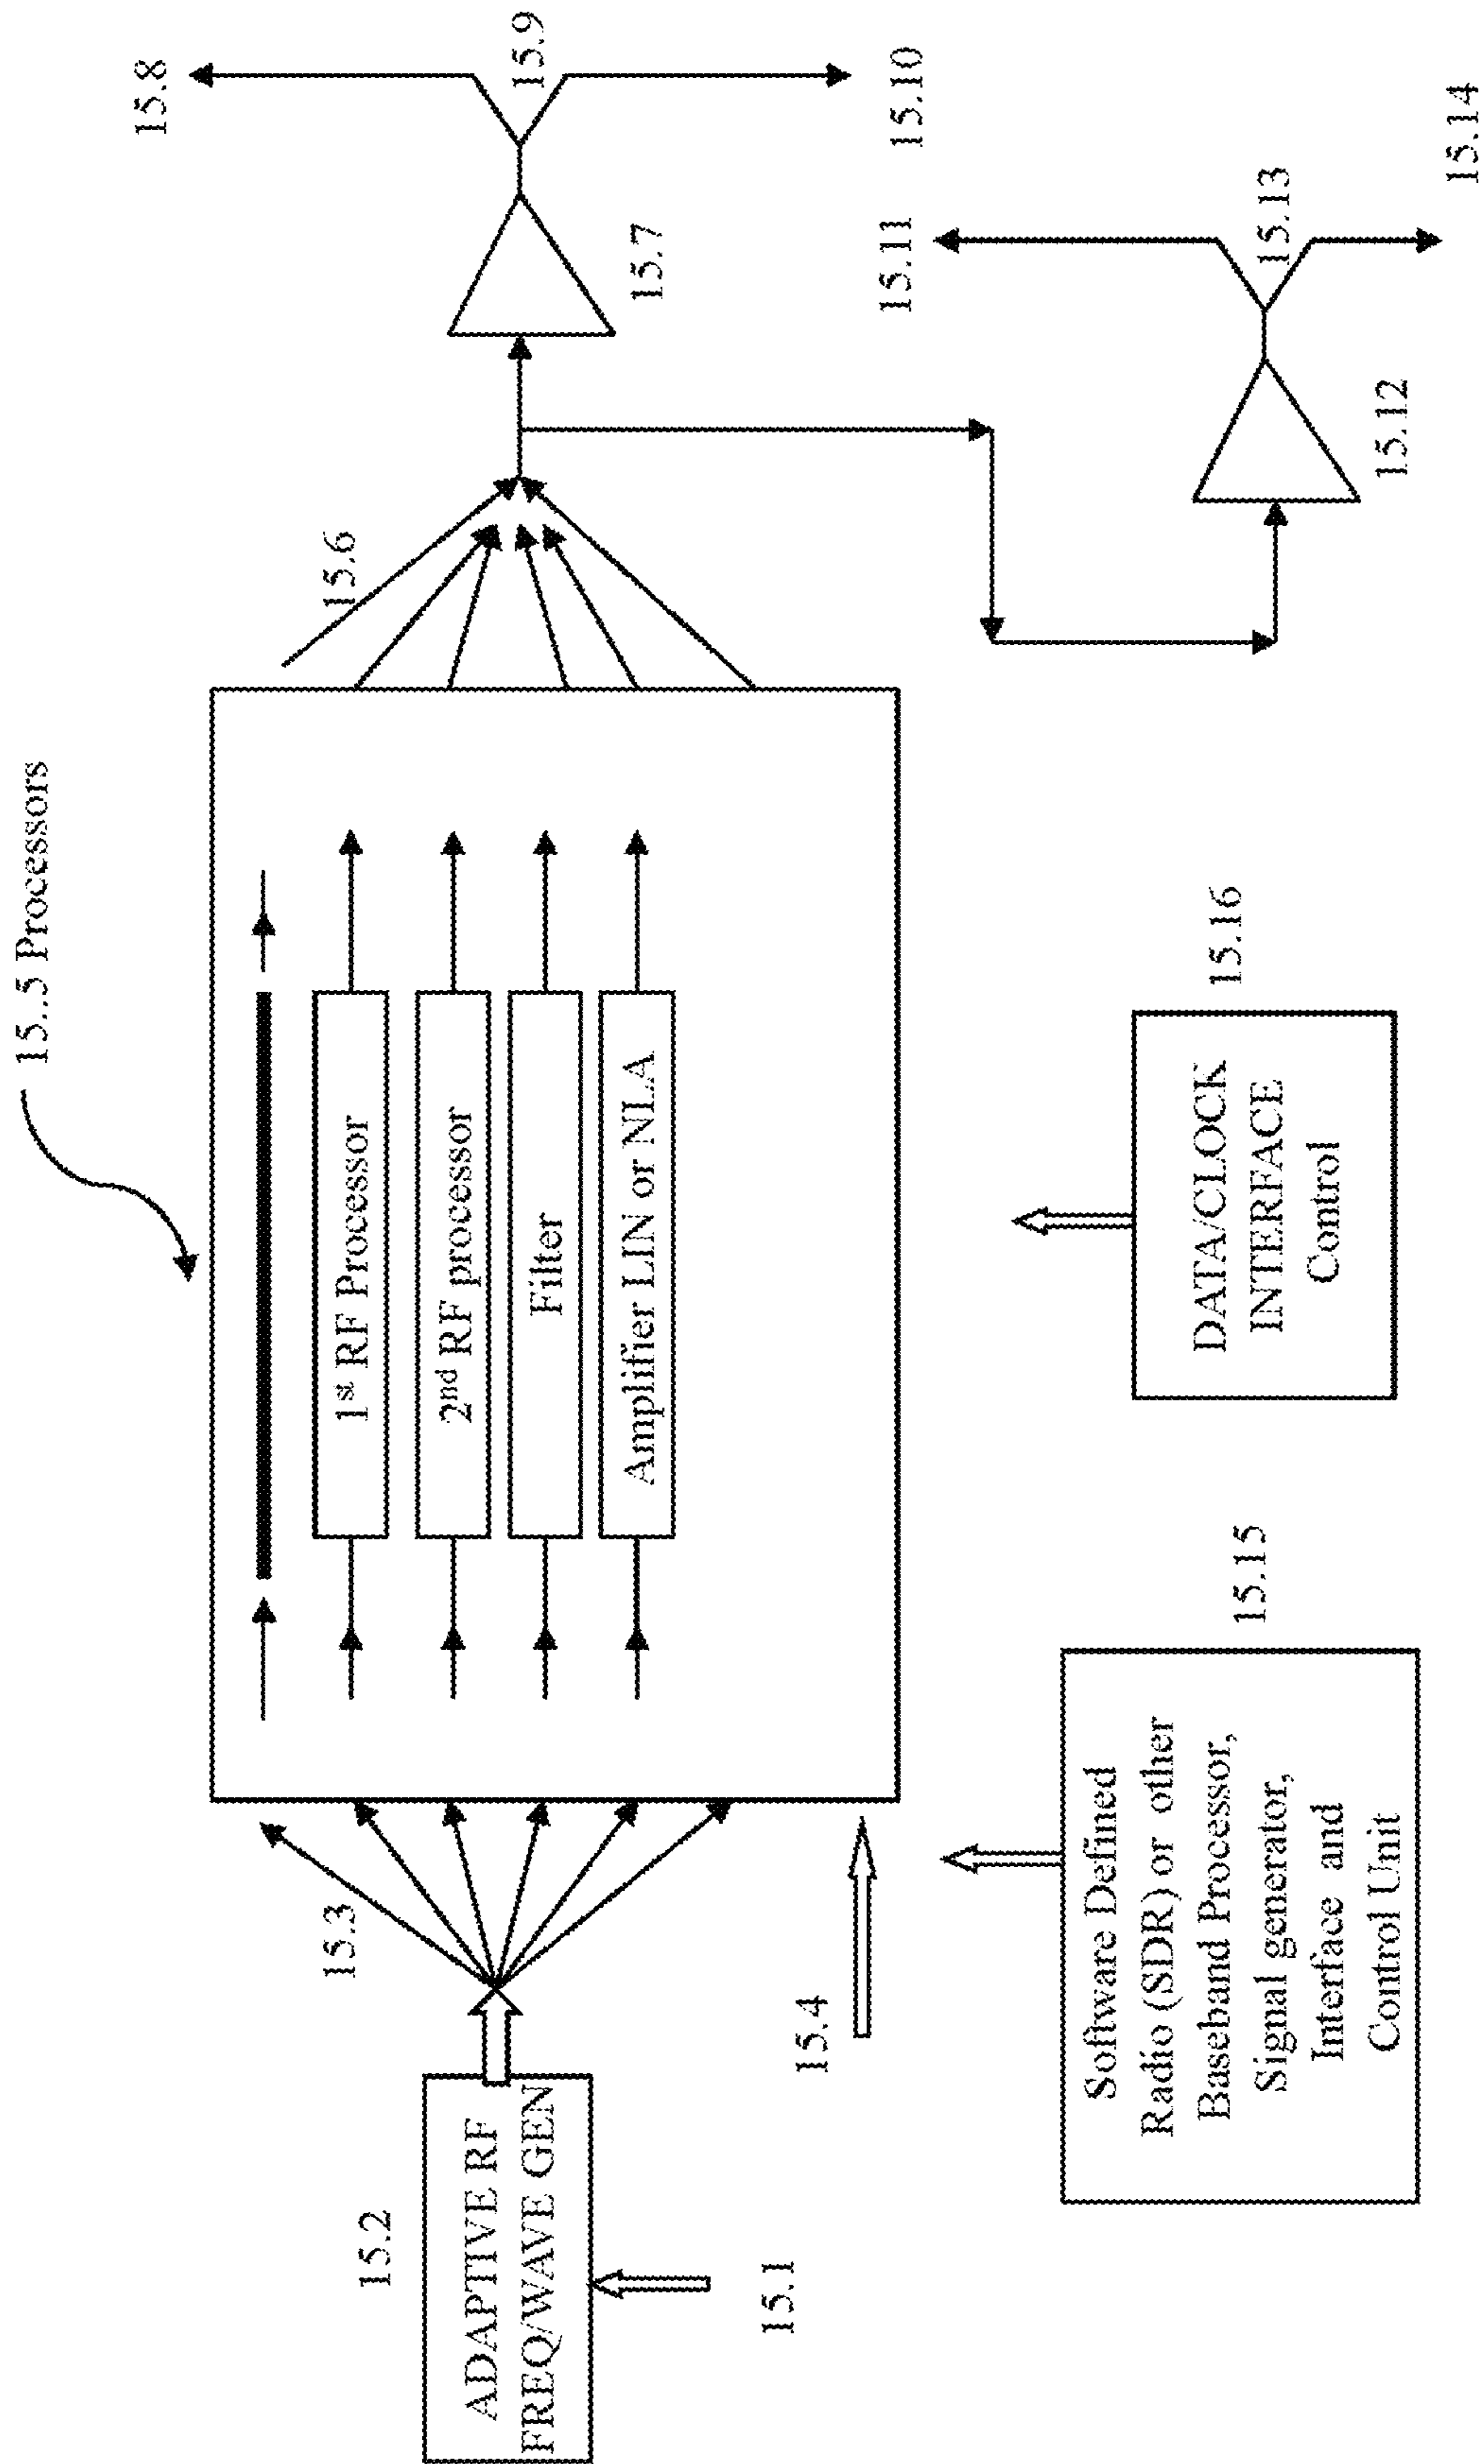 15..5 Processors
15.8
15.9
15.10
15.7
15.6
15.11
15.13
15.14
15.12
1st RF Processor
2nd RF processor
Filter
Amplifier LIN or NLA
15.3
15.2
ADAPTIVE RF
FREQ/WAVE GEN
15.1
15.4
15.15
Software Defined
Radio (SDR) or other
Baseband Processor,
Signal generator,
Interface and
Control Unit
15.16
DATA/CLOCK
INTERFACE
Control